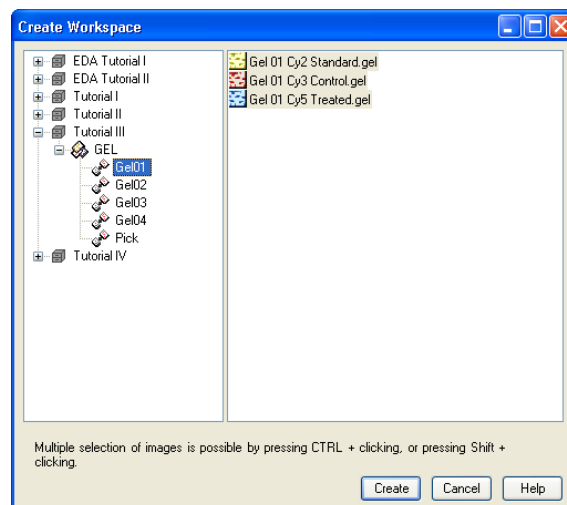 Create Workspace
EDA Tutorial I
EDA Tutorial II
Tutorial I
Tutorial II
Tutorial III
GEL
Gel01
Gel02
Gel03
Gel04
Pick
Tutorial IV
Gel 01 Cy2 Standard.gel
Gel 01 Cy3 Control.gel
Gel 01 Cy5 Treated.gel
Multiple selection of images is possible by pressing CTRL + clicking, or pressing Shift +
clicking.
Create Cancel Help